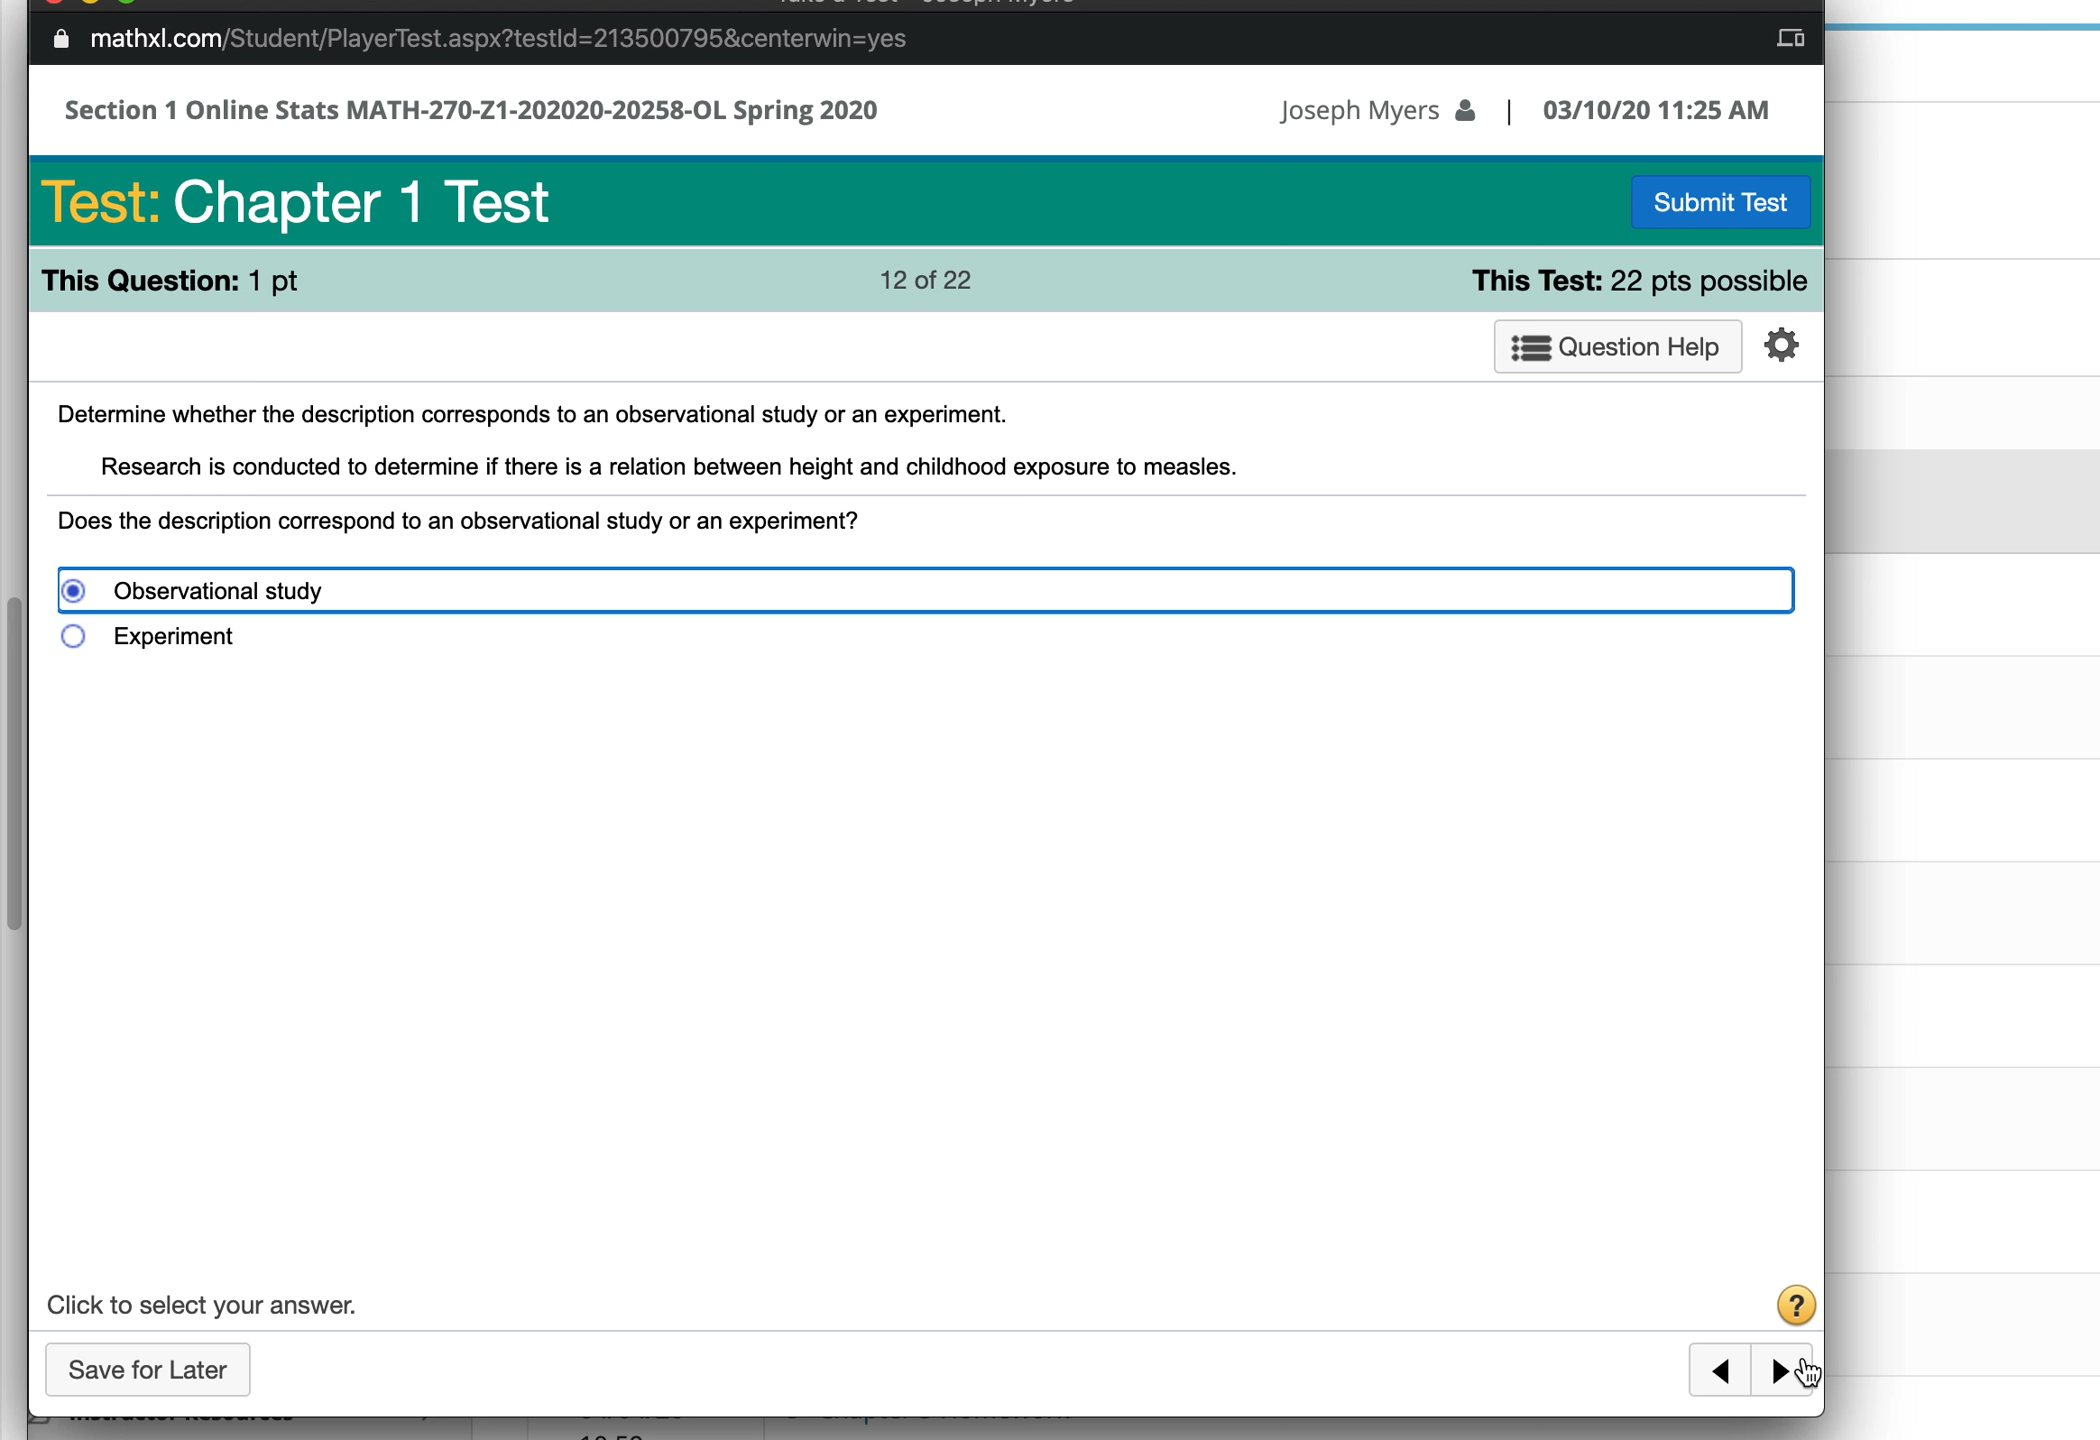 mathxl.com/Student/PlayerTest.aspx?testId=213500795&centerwin=yes
Section 1 Online Stats MATH-270-Z1-202020-20258-OL Spring 2020
Joseph Myers | 03/10/20 11:25 AM
Test: Chapter 1 Test
Submit Test
This Question: 1 pt
12 of 22
This Test: 22 pts possible
Question Help
Determine whether the description corresponds to an observational study or an experiment.
Research is conducted to determine if there is a relation between height and childhood exposure to measles.
Does the description correspond to an observational study or an experiment?
Observational study
Experiment
Click to select your answer.
?
Save for Later